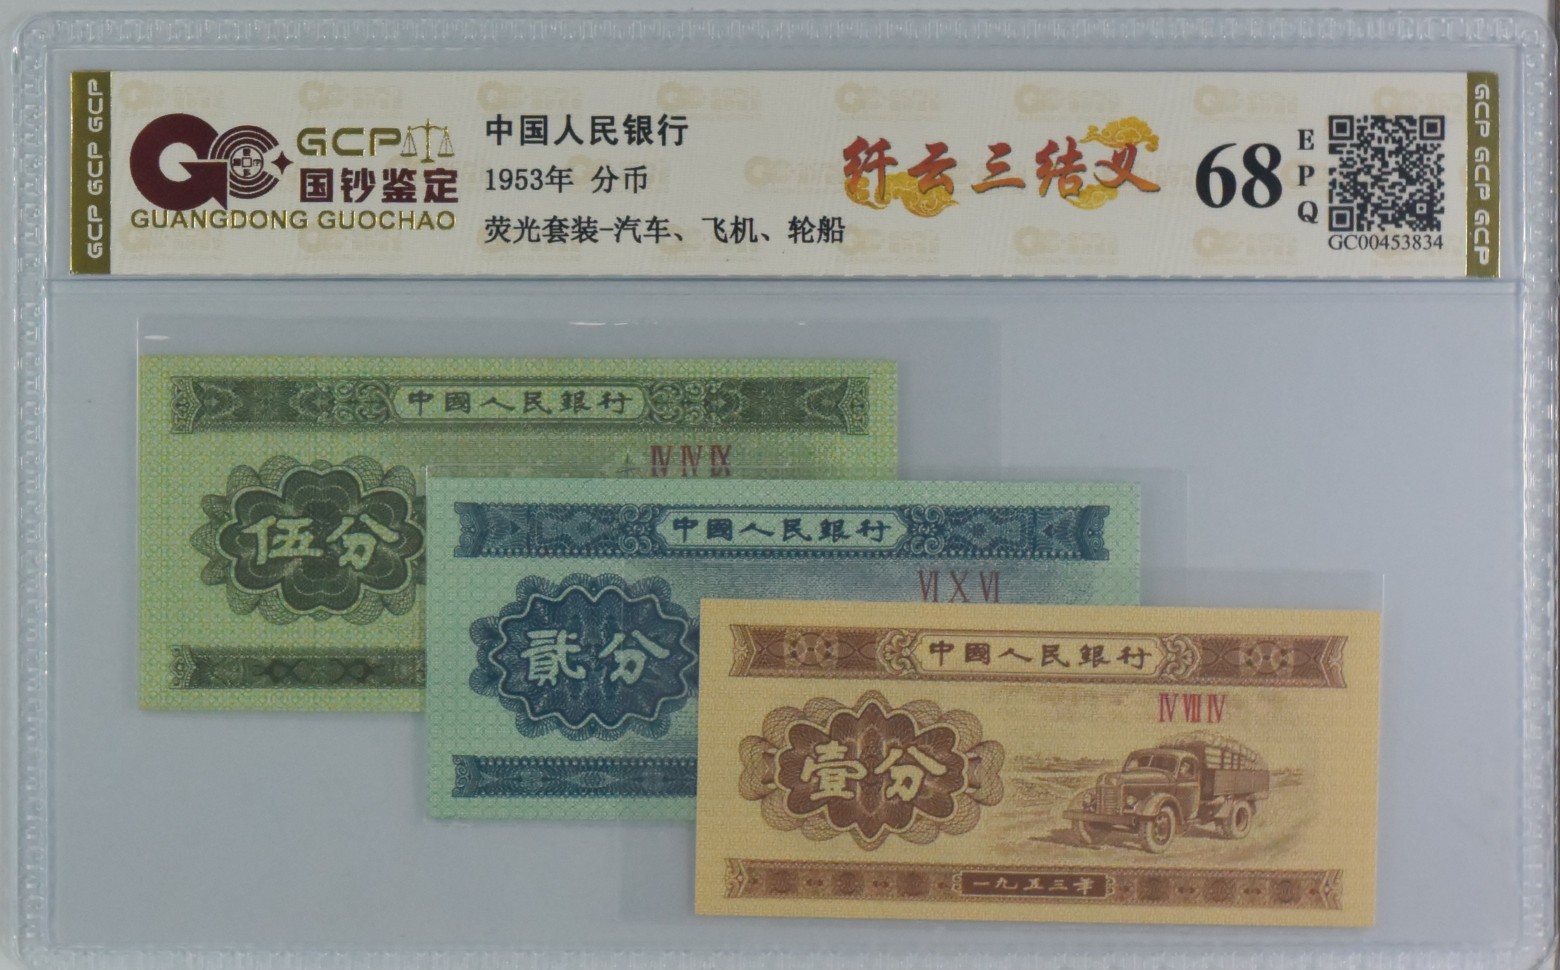 GCP GCP GCP
GCP
国钞鉴定
GUANGDONG GUOCHAO
中国人民银行
1953年 分币
荧光套装-汽车、飞机、轮船
纤云三结义
68
EPQ
GC00453834
GCP GCP GCP
中國人民銀行
ⅣⅣⅨ
伍分
中國人民銀行
Ⅵ Ⅹ Ⅵ
貳分
中國人民銀行
Ⅳ Ⅶ Ⅳ
壹分
一九五三年